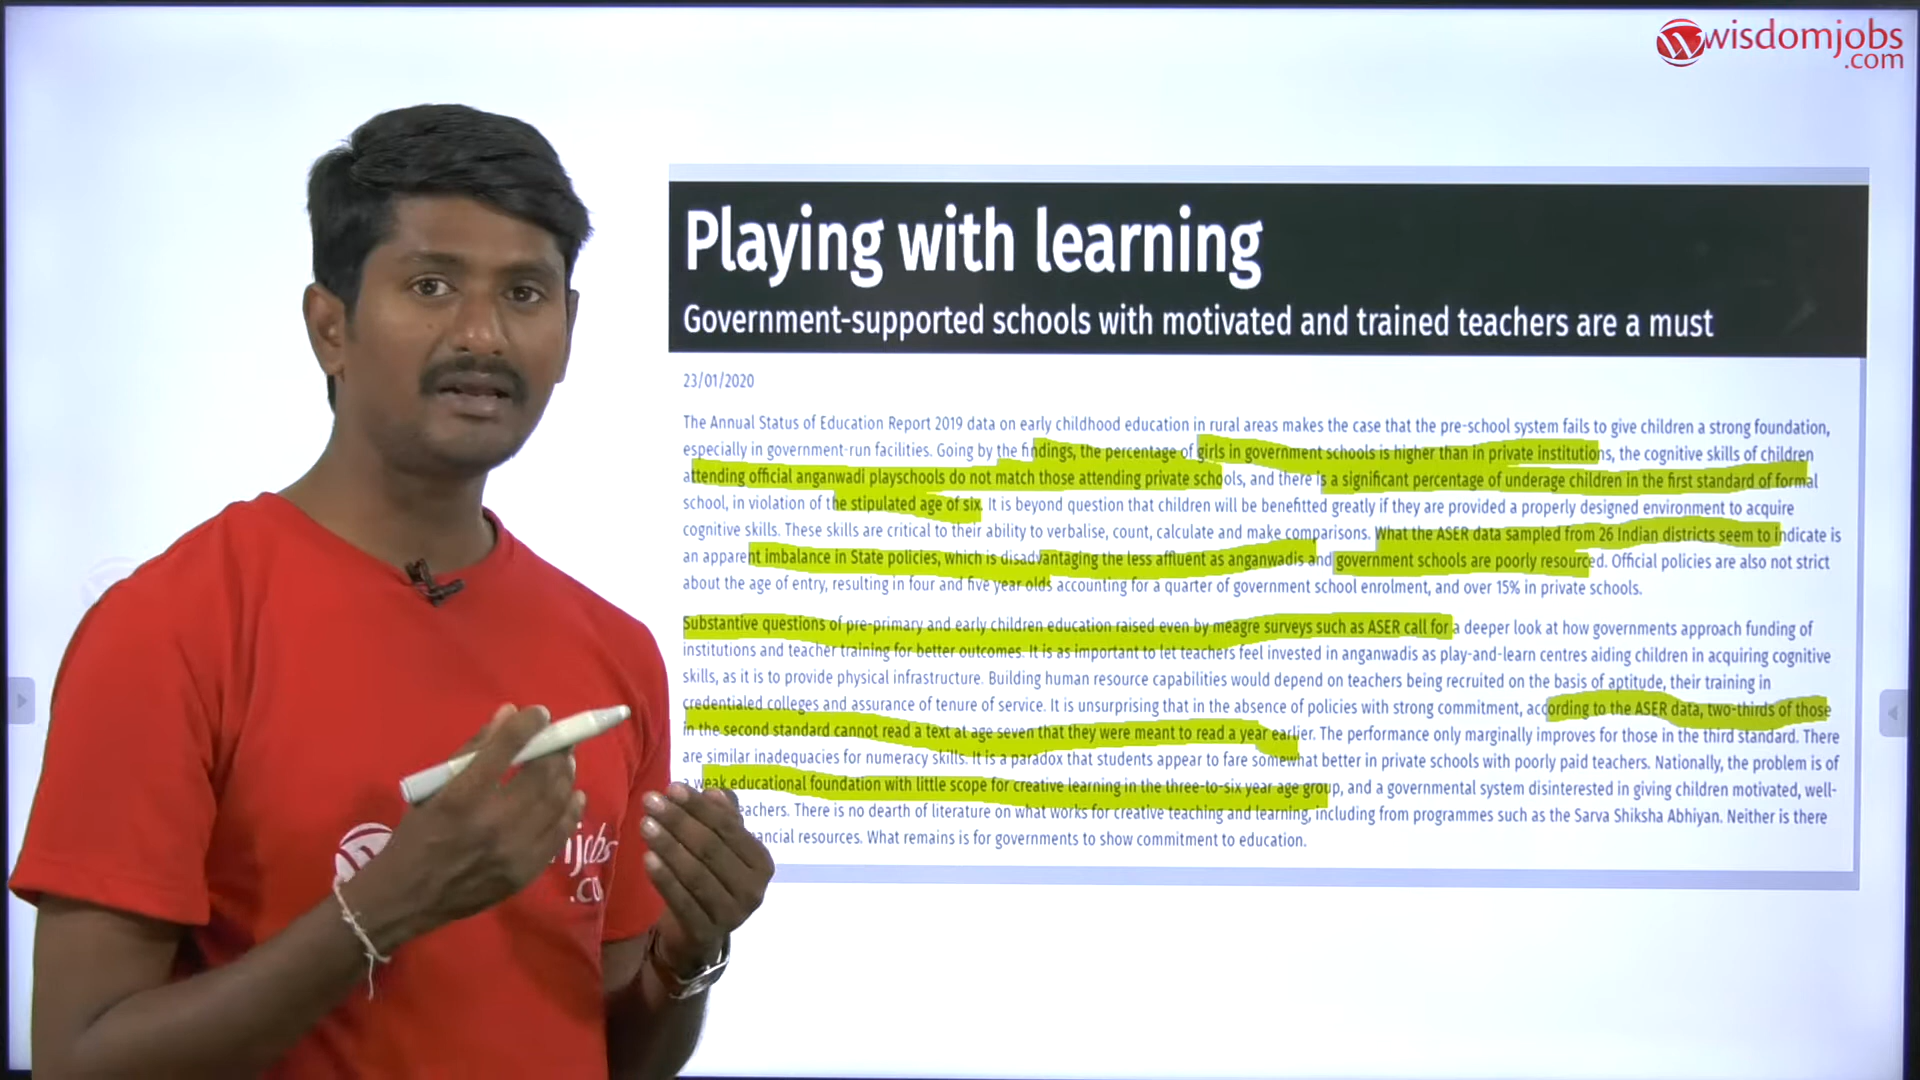 wisdomjobs
.com
Playing with learning
Government-supported schools with motivated and trained teachers are a must
23/01/2020
The Annual Status of Education Report 2019 data on early childhood education in rural areas makes the case that the pre-school system fails to give children a strong foundation,
especially in government-run facilities. Going by the findings, the percentage of girls in government schools is higher than in private institutions, the cognitive skills of children
attending official anganwadi playschools do not match those attending private schools, and there is a significant percentage of underage children in the first standard of formal
school, in violation of the stipulated age of six. It is beyond question that children will be benefitted greatly if they are provided a properly designed environment to acquire
cognitive skills. These skills are critical to their ability to verbalise, count, calculate and make comparisons. What the ASER data sampled from 26 Indian districts seem to indicate is
an apparent imbalance in State policies, which is disadvantaging the less affluent as anganwadis and government schools are poorly resourced. Official policies are also not strict
about the age of entry, resulting in four and five year olds accounting for a quarter of government school enrolment, and over 15% in private schools.
Substantive questions of pre-primary and early children education raised even by meagre surveys such as ASER call for a deeper look at how governments approach funding of
institutions and teacher training for better outcomes. It is as important to let teachers feel invested in anganwadis as play-and-learn centres aiding children in acquiring cognitive
skills, as it is to provide physical infrastructure. Building human resource capabilities would depend on teachers being recruited on the basis of aptitude, their training in
credentialed colleges and assurance of tenure of service. It is unsurprising that in the absence of policies with strong commitment, according to the ASER data, two-thirds of those
in the second standard cannot read a text at age seven that they were meant to read a year earlier. The performance only marginally improves for those in the third standard. There
are similar inadequacies for numeracy skills. It is a paradox that students appear to fare somewhat better in private schools with poorly paid teachers. Nationally, the problem is of
a weak educational foundation with little scope for creative learning in the three-to-six year age group, and a governmental system disinterested in giving children motivated, well-
eachers. There is no dearth of literature on what works for creative teaching and learning, including from programmes such as the Sarva Shiksha Abhiyan. Neither is there
ancial resources. What remains is for governments to show commitment to education.